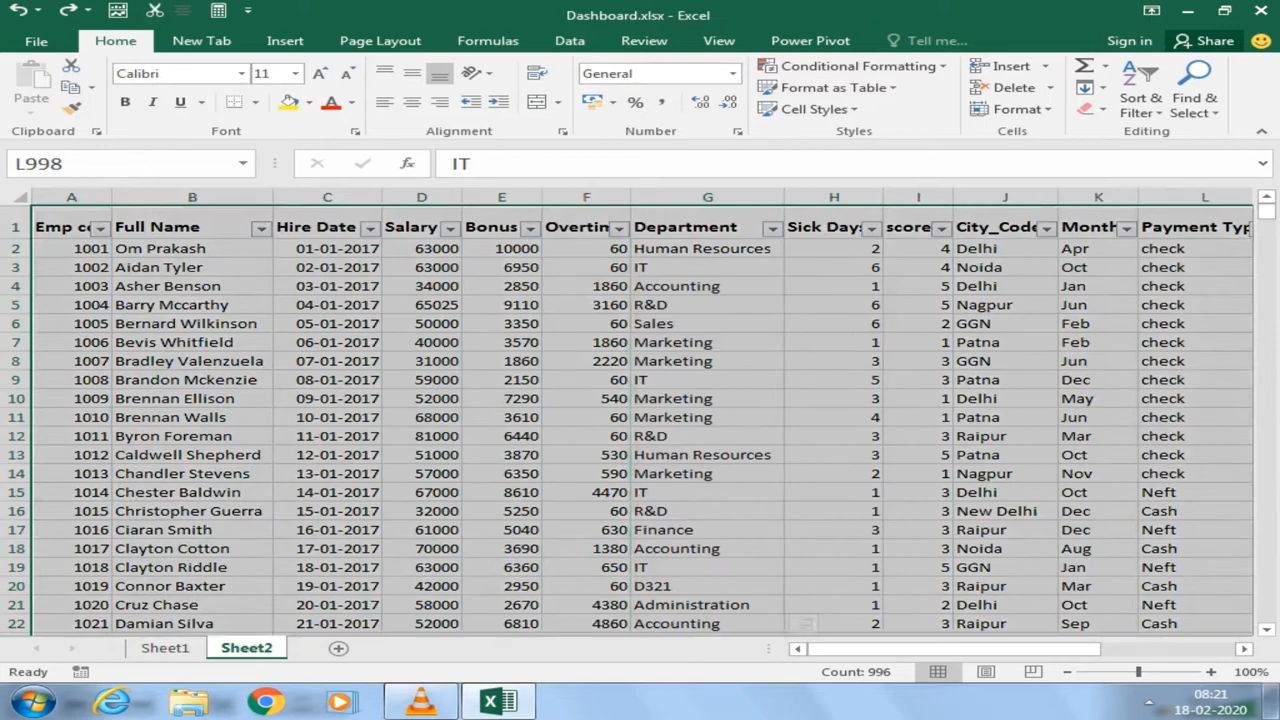 Dashboard.xlsx - Excel
File Home New Tab Insert Page Layout Formulas Data Review View Power Pivot Tell me... Sign in Share
Paste
Clipboard
Calibri 11
B I U A
Font
Alignment
General
% ,
Number
Conditional Formatting
Format as Table
Cell Styles
Styles
Insert
Delete
Format
Cells
Sort & Filter
Find & Select
Editing
L998 fx IT
A B C D E F G H I J K L
1 Emp co Full Name Hire Date Salary Bonus Overtim Department Sick Days score City_Code Month Payment Typ
2 1001 Om Prakash 01-01-2017 63000 10000 60 Human Resources 2 4 Delhi Apr check
3 1002 Aidan Tyler 02-01-2017 63000 6950 60 IT 6 4 Noida Oct check
4 1003 Asher Benson 03-01-2017 34000 2850 1860 Accounting 1 5 Delhi Jan check
5 1004 Barry Mccarthy 04-01-2017 65025 9110 3160 R&D 6 5 Nagpur Jun check
6 1005 Bernard Wilkinson 05-01-2017 50000 3350 60 Sales 6 2 GGN Feb check
7 1006 Bevis Whitfield 06-01-2017 40000 3570 1860 Marketing 1 1 Patna Feb check
8 1007 Bradley Valenzuela 07-01-2017 31000 1860 2220 Marketing 3 3 GGN Jun check
9 1008 Brandon Mckenzie 08-01-2017 59000 2150 60 IT 5 3 Patna Dec check
10 1009 Brennan Ellison 09-01-2017 52000 7290 540 Marketing 3 1 Delhi May check
11 1010 Brennan Walls 10-01-2017 68000 3610 60 Marketing 4 1 Patna Jun check
12 1011 Byron Foreman 11-01-2017 81000 6440 60 R&D 3 3 Raipur Mar check
13 1012 Caldwell Shepherd 12-01-2017 51000 3870 530 Human Resources 3 5 Patna Oct check
14 1013 Chandler Stevens 13-01-2017 57000 6350 590 Marketing 2 1 Nagpur Nov check
15 1014 Chester Baldwin 14-01-2017 67000 8610 4470 IT 1 3 Delhi Oct Neft
16 1015 Christopher Guerra 15-01-2017 32000 5250 60 R&D 1 3 New Delhi Dec Cash
17 1016 Ciaran Smith 16-01-2017 61000 5040 630 Finance 3 3 Raipur Dec Neft
18 1017 Clayton Cotton 17-01-2017 70000 3690 1380 Accounting 1 3 Noida Aug Cash
19 1018 Clayton Riddle 18-01-2017 63000 6360 650 IT 1 5 GGN Jan Neft
20 1019 Connor Baxter 19-01-2017 42000 2950 60 D321 1 3 Raipur Mar Cash
21 1020 Cruz Chase 20-01-2017 58000 2670 4380 Administration 1 2 Delhi Oct Neft
22 1021 Damian Silva 21-01-2017 52000 6810 4860 Accounting 2 3 Raipur Sep Cash
Sheet1 Sheet2
Ready Count: 996 100%
08:21
18-02-2020